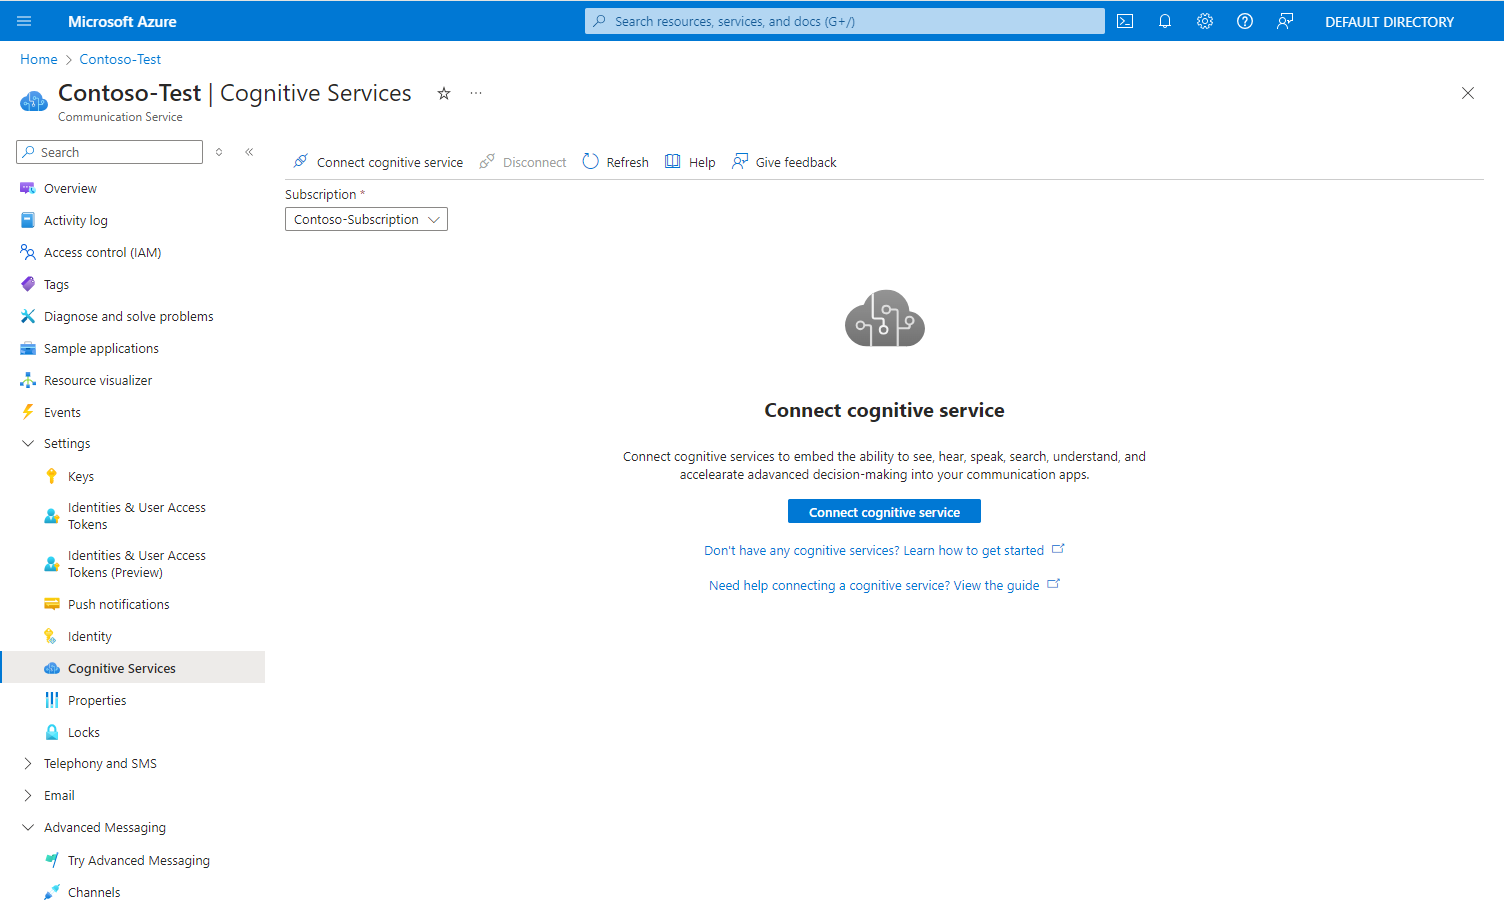 Microsoft Azure
Search resources, services, and docs (G+/)
DEFAULT DIRECTORY
Home > Contoso-Test
Contoso-Test | Cognitive Services
Communication Service
Search
Overview
Activity log
Access control (IAM)
Tags
Diagnose and solve problems
Sample applications
Resource visualizer
Events
Settings
Keys
Identities & User Access
Tokens
Identities & User Access
Tokens (Preview)
Push notifications
Identity
Cognitive Services
Properties
Locks
Telephony and SMS
Email
Advanced Messaging
Try Advanced Messaging
Channels
Connect cognitive service Disconnect Refresh Help Give feedback
Subscription *
Contoso-Subscription
Connect cognitive service
Connect cognitive services to embed the ability to see, hear, speak, search, understand, and
accelearate adavanced decision-making into your communication apps.
Connect cognitive service
Don't have any cognitive services? Learn how to get started
Need help connecting a cognitive service? View the guide